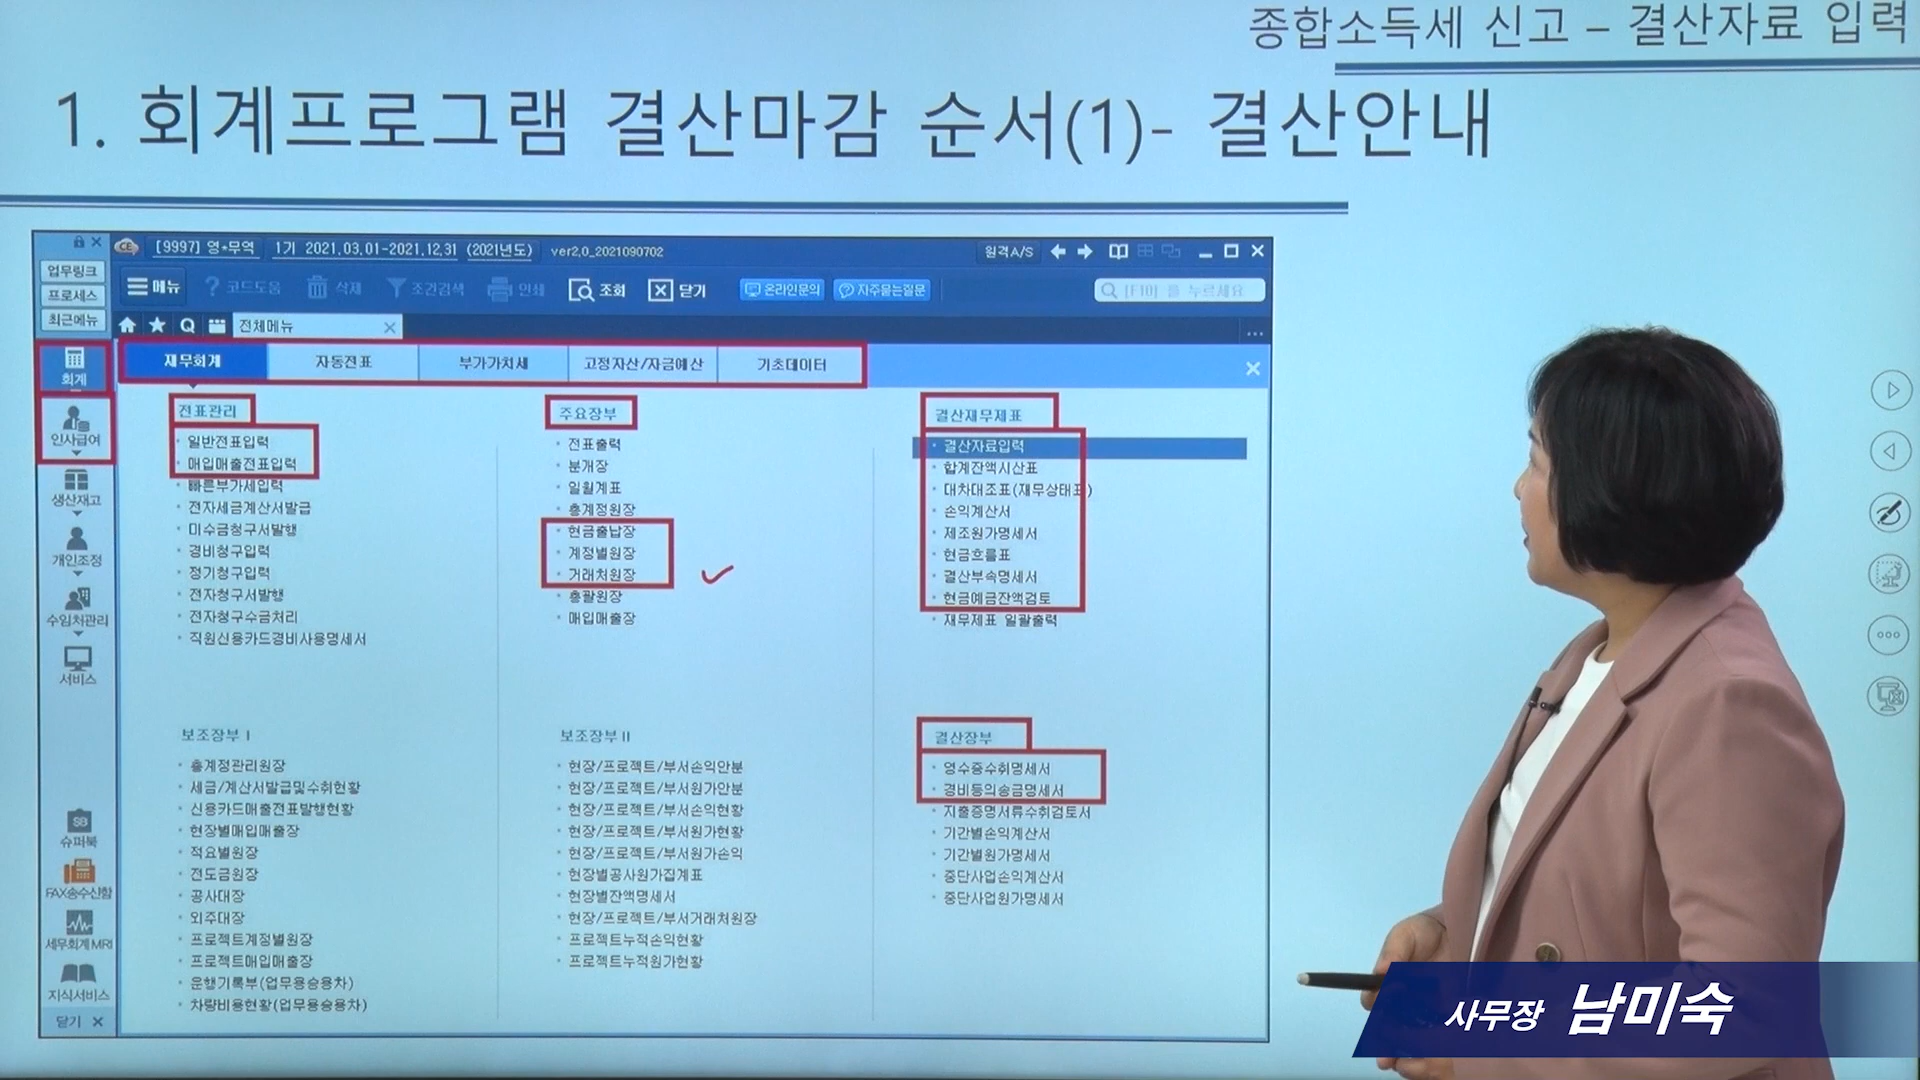 종합소득세 신고 – 결산자료 입력
1. 회계프로그램 결산마감 순서(1)- 결산안내
[9997] 영*무역 1기 2021.03.01-2021.12.31 (2021년도) ver2.0_2021090702 원격A/S
업무링크
프로세스
최근메뉴
메뉴 코드도움 삭제 조건검색 인쇄 조회 닫기 온라인문의 자주묻는질문 [F10] 을 누르세요
전체메뉴
회계
인사급여
생산재고
개인조정
수임처관리
서비스
SB
슈퍼북
FAX송수신함
세무회계 MRI
지식서비스
닫기
재무회계 자동전표 부가가치세 고정자산/자금예산 기초데이터
전표관리
일반전표입력
매입매출전표입력
빠른부가세입력
전자세금계산서발급
미수금청구서발행
경비청구입력
정기청구입력
전자청구서발행
전자청구수금처리
직원신용카드경비사용명세서
주요장부
전표출력
분개장
일월계표
총계정원장
현금출납장
계정별원장
거래처원장
총괄원장
매입매출장
결산재무제표
결산자료입력
합계잔액시산표
대차대조표(재무상태표)
손익계산서
제조원가명세서
현금흐름표
결산부속명세서
현금예금잔액검토
재무제표 일괄출력
보조장부 I
총계정관리원장
세금/계산서발급및수취현황
신용카드매출전표발행현황
현장별매입매출장
적요별원장
전도금원장
공사대장
외주대장
프로젝트계정별원장
프로젝트매입매출장
운행기록부(업무용승용차)
차량비용현황(업무용승용차)
보조장부 II
현장/프로젝트/부서손익안분
현장/프로젝트/부서원가안분
현장/프로젝트/부서손익현황
현장/프로젝트/부서원가현황
현장/프로젝트/부서원가손익
현장별공사원가집계표
현장별잔액명세서
현장/프로젝트/부서거래처원장
프로젝트누적손익현황
프로젝트누적원가현황
결산장부
영수증수취명세서
경비등의송금명세서
지출증명서류수취검토서
기간별손익계산서
기간별원가명세서
중단사업손익계산서
중단사업원가명세서
사무장 남미숙